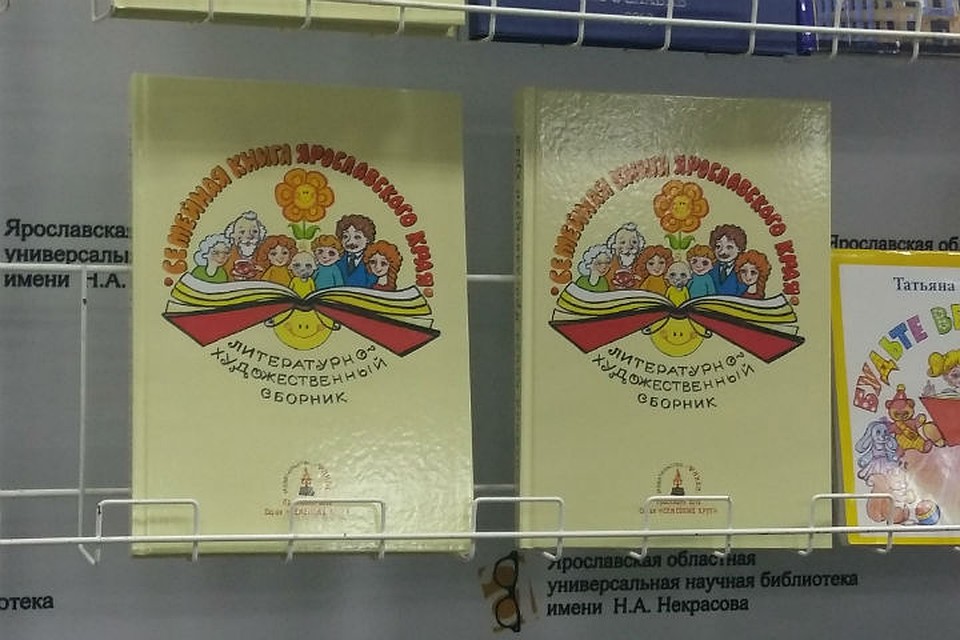 Ярославска
универсаль
имени Н.А.
СЕМЕЙНАЯ КНИГА ЯРОСЛАВСКОГО КРАЯ
ЛИТЕРАТУРНО-
ХУДОЖЕСТВЕННЫЙ
СБОРНИК
СЕМЕЙНАЯ КНИГА ЯРОСЛАВСКОГО КРАЯ
ЛИТЕРАТУРНО-
ХУДОЖЕСТВЕННЫЙ
СБОРНИК
Ярославская об
Татьяна
БУДЬТЕ
отека
Ярославская областная
универсальная научная библиотека
имени Н.А. Некрасова